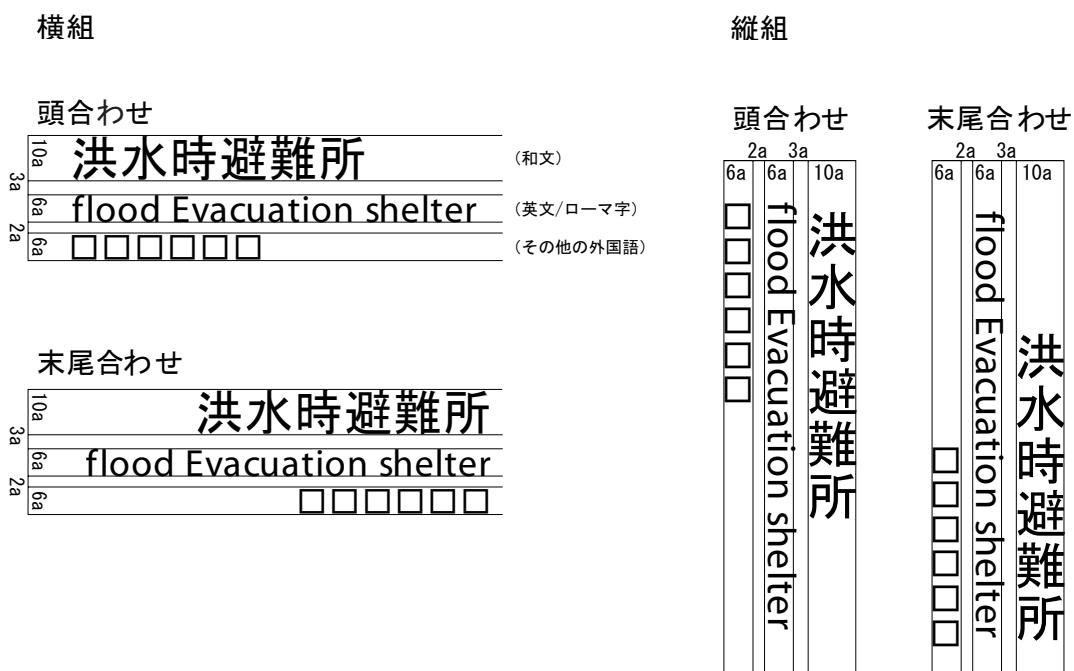 横組
頭合わせ
10a 洪水時避難所 (和文)
3a
6a flood Evacuation shelter (英文/ローマ字)
2a
6a □□□□□□ (その他の外国語)
末尾合わせ
10a 洪水時避難所
3a
6a flood Evacuation shelter
2a
6a □□□□□□
縦組
頭合わせ
2a 3a
6a 6a 10a
洪水時避難所
flood Evacuation shelter
□□□□□□
末尾合わせ
2a 3a
6a 6a 10a
洪水時避難所
flood Evacuation shelter
□□□□□□